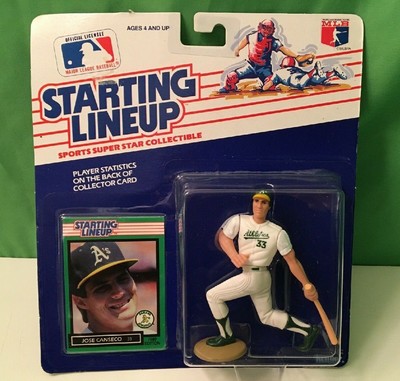 OFFICIAL LICENSEE
MAJOR LEAGUE BASEBALL
AGES 4 AND UP
MLB
STARTING
LINEUP
SPORTS SUPER STAR COLLECTIBLE
PLAYER STATISTICS
ON THE BACK OF
COLLECTOR CARD
STARTING
LINEUP
A's
JOSE CANSECO
Athletics
33